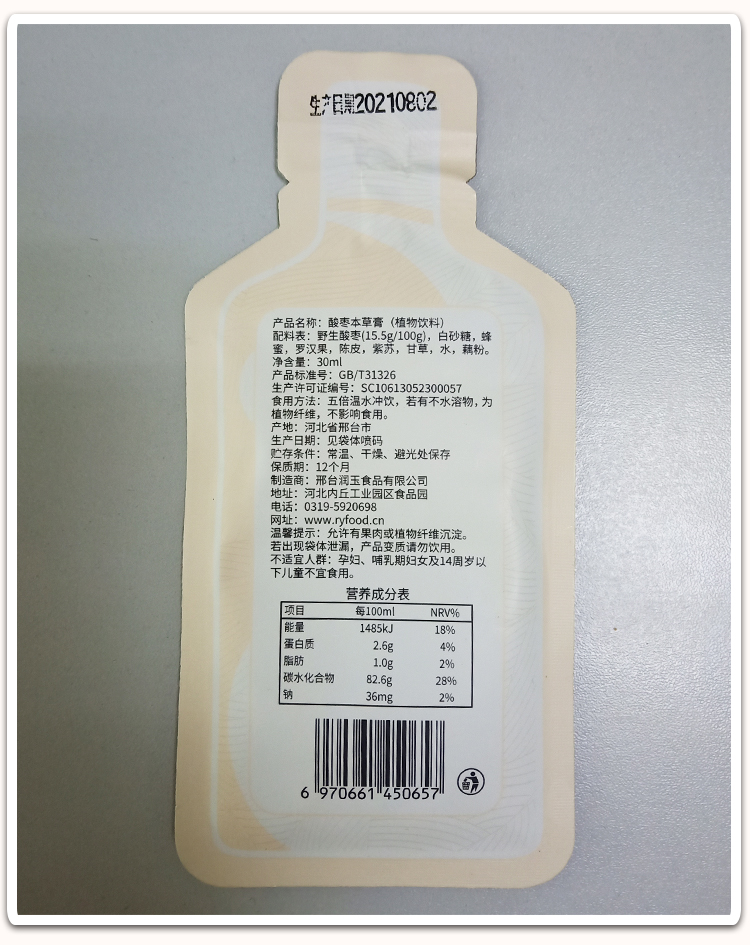 生产日期20210802
产品名称：酸枣本草膏（植物饮料）
配料表：野生酸枣(15.5g/100g)，白砂糖，蜂
蜜，罗汉果，陈皮，紫苏，甘草，水，藕粉。
净含量：30ml
产品标准号：GB/T31326
生产许可证编号：SC10613052300057
食用方法：五倍温水冲饮，若有不水溶物，为
植物纤维，不影响食用。
产地：河北省邢台市
生产日期：见袋体喷码
贮存条件：常温、干燥、避光处保存
保质期：12个月
制造商：邢台润玉食品有限公司
地址：河北内丘工业园区食品园
电话：0319-5920698
网址：www.ryfood.cn
温馨提示：允许有果肉或植物纤维沉淀。
若出现袋体泄漏，产品变质请勿饮用。
不适宜人群：孕妇、哺乳期妇女及14周岁以
下儿童不宜食用。
营养成分表
项目 每100ml NRV%
能量 1485kJ 18%
蛋白质 2.6g 4%
脂肪 1.0g 2%
碳水化合物 82.6g 28%
钠 36mg 2%
6 970661 450657